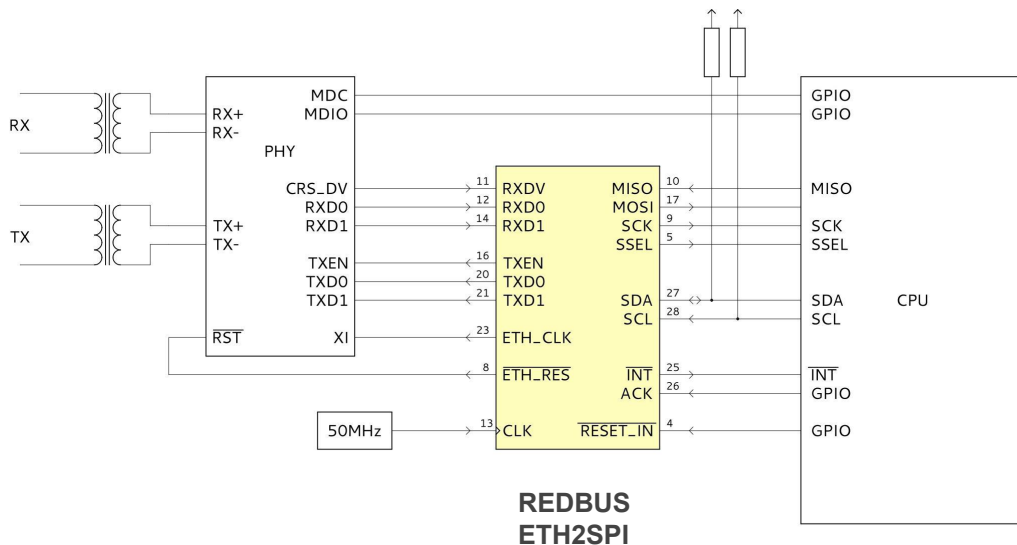 MDC
MDIO
RX+
RX-
RX
PHY
CRS_DV
RXD0
RXD1
TX+
TX-
TX
TXEN
TXD0
TXD1
RST
XI
50MHz
11 RXDV
12 RXD0
14 RXD1
16 TXEN
20 TXD0
21 TXD1
23 ETH_CLK
8 ETH_RES
13 CLK
MISO 10
MOSI 17
SCK 9
SSEL 5
SDA 27
SCL 28
INT 25
ACK 26
RESET_IN 4
GPIO
GPIO
MISO
MOSI
SCK
SSEL
SDA
CPU
SCL
INT
GPIO
GPIO
REDBUS
ETH2SPI